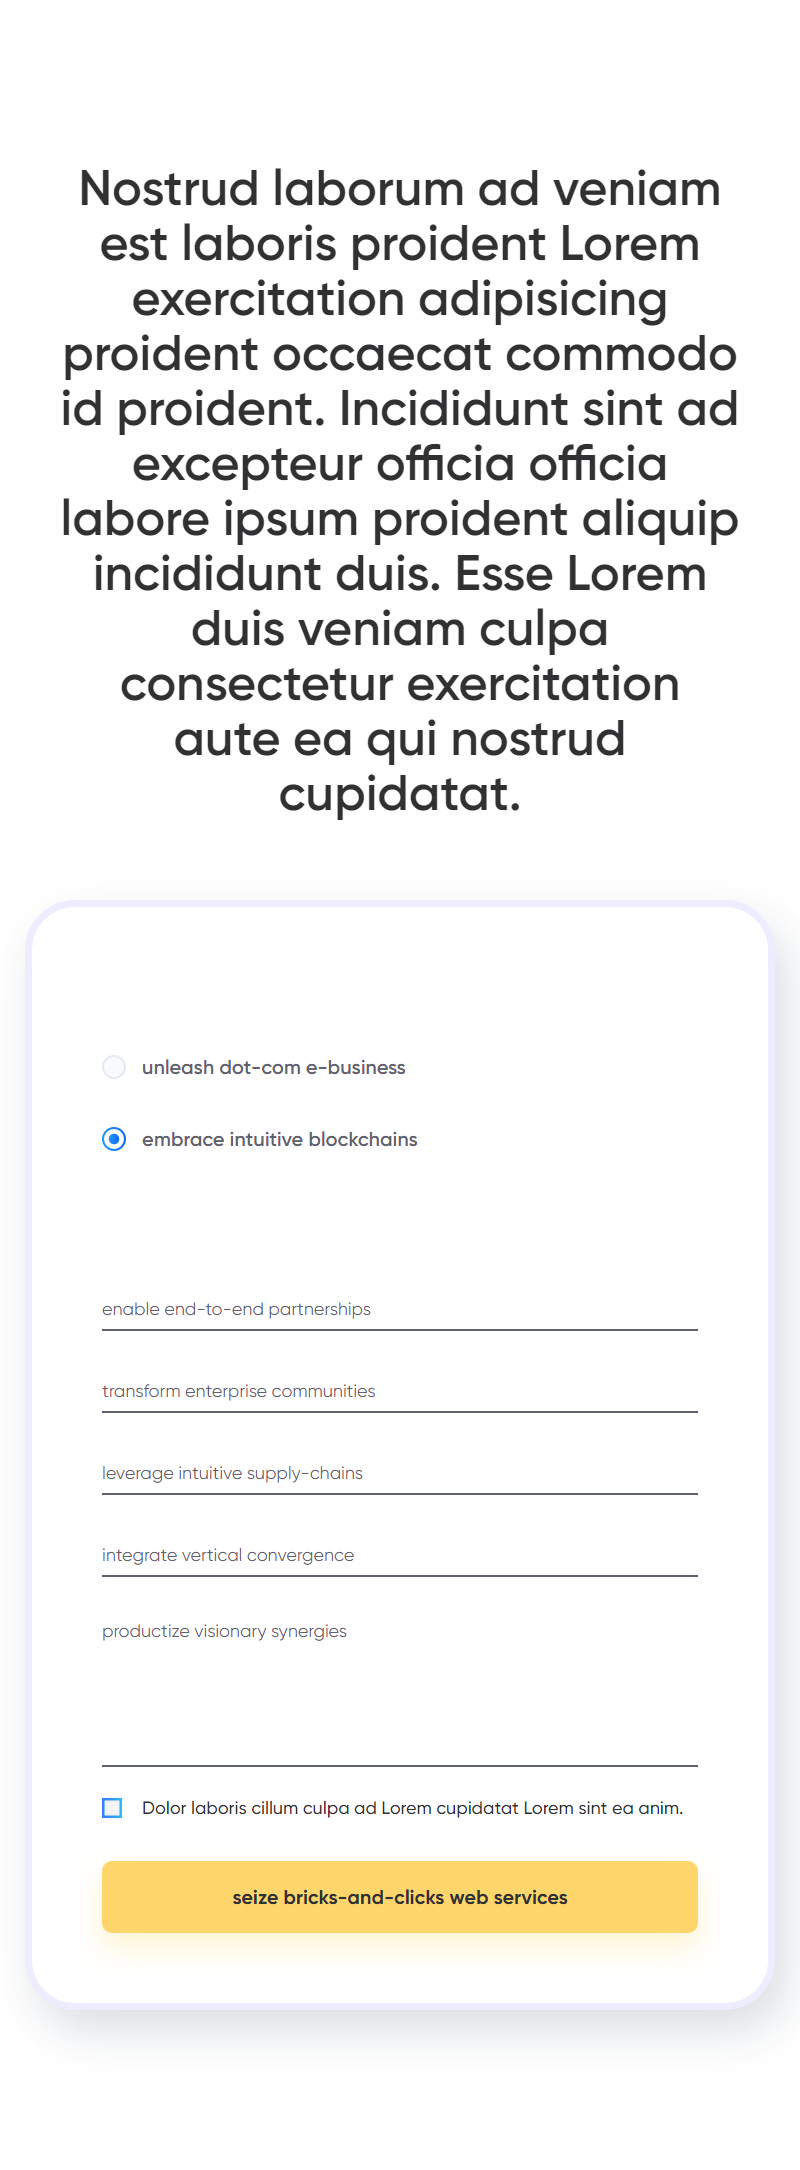 Nostrud laborum ad veniam
est laboris proident Lorem
exercitation adipisicing
proident occaecat commodo
id proident. Incididunt sint ad
excepteur officia officia
labore ipsum proident aliquip
incididunt duis. Esse Lorem
duis veniam culpa
consectetur exercitation
aute ea qui nostrud
cupidatat.
unleash dot-com e-business
embrace intuitive blockchains
enable end-to-end partnerships
transform enterprise communities
leverage intuitive supply-chains
integrate vertical convergence
productize visionary synergies
Dolor laboris cillum culpa ad Lorem cupidatat Lorem sint ea anim.
seize bricks-and-clicks web services